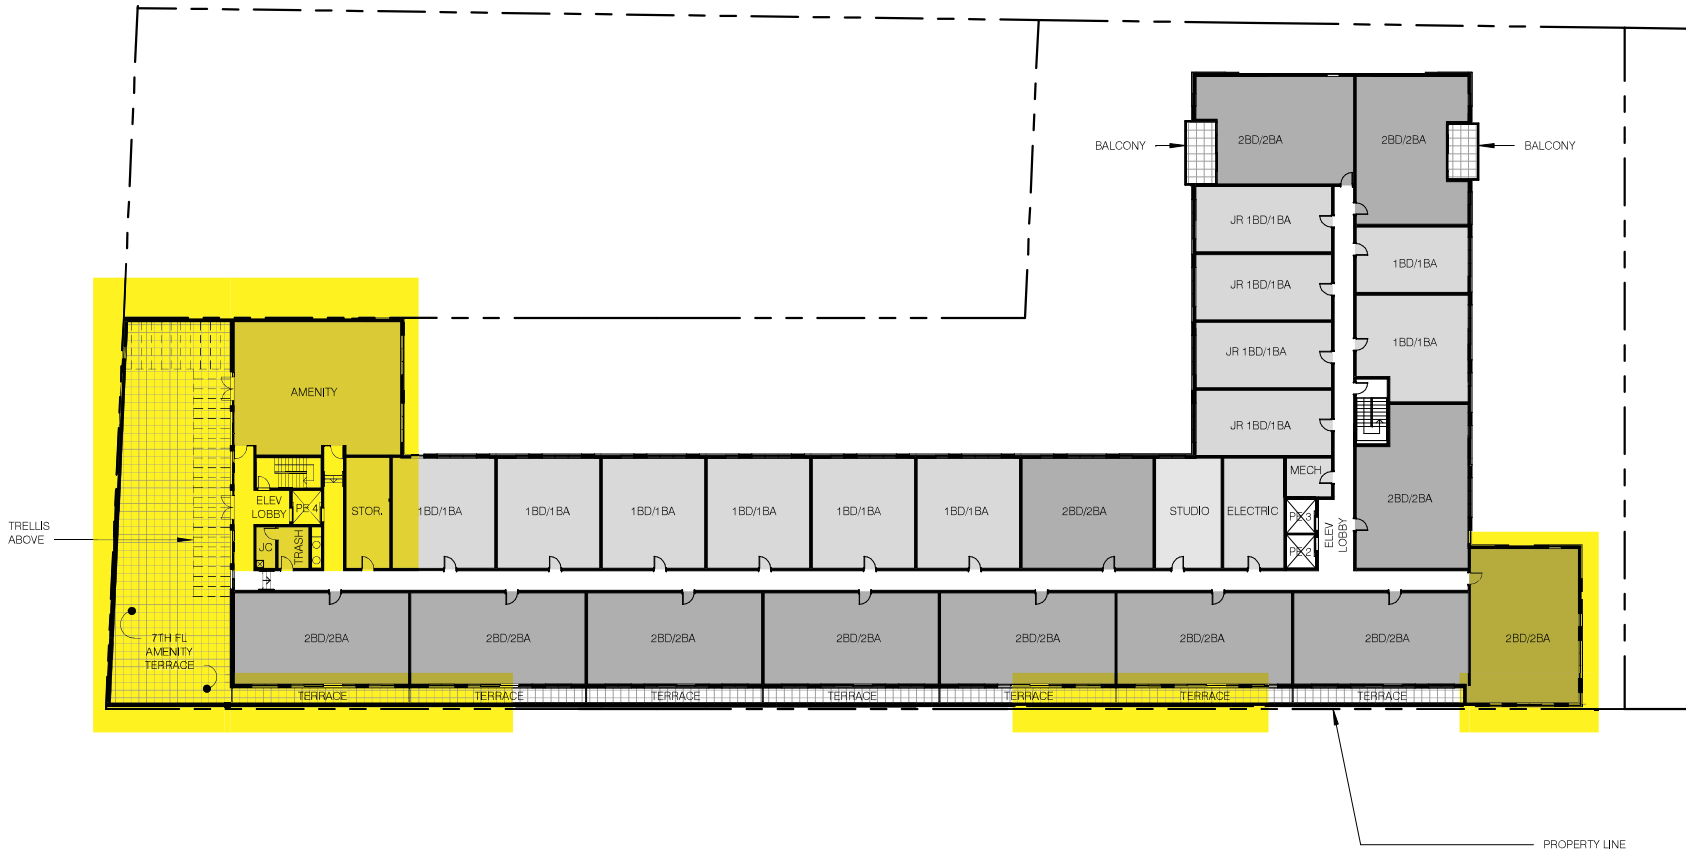 2BD/2BA
2BD/2BA
BALCONY
BALCONY
JR 1BD/1BA
1BD/1BA
JR 1BD/1BA
1BD/1BA
JR 1BD/1BA
AMENITY
JR 1BD/1BA
MECH
2BD/2BA
ELEV
LOBBY
PE 4
STOR.
1BD/1BA
1BD/1BA
1BD/1BA
1BD/1BA
1BD/1BA
1BD/1BA
2BD/2BA
STUDIO
ELECTRIC
PE 3
PE 2
ELEV
LOBBY
TRELLIS
ABOVE
JC
TRASH
7TH FL
AMENITY
TERRACE
2BD/2BA
2BD/2BA
2BD/2BA
2BD/2BA
2BD/2BA
2BD/2BA
2BD/2BA
2BD/2BA
TERRACE
TERRACE
TERRACE
TERRACE
TERRACE
TERRACE
TERRACE
PROPERTY LINE